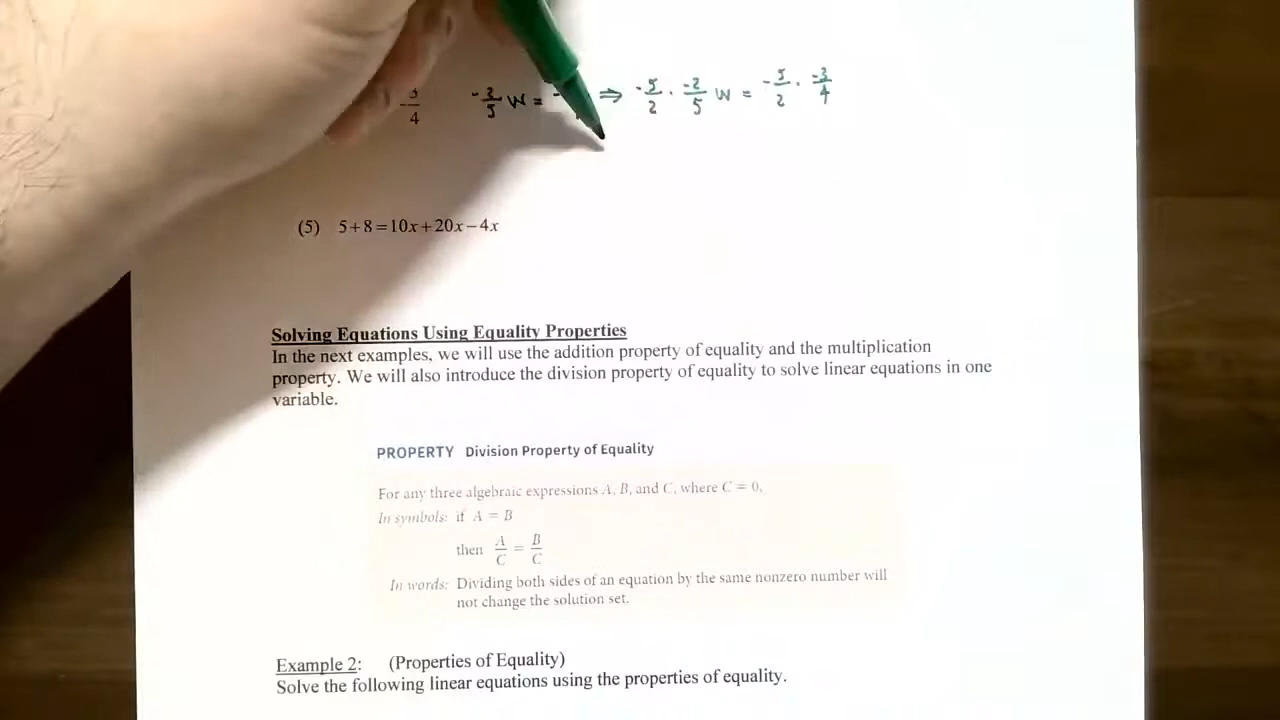 -2/5 W = ⇒ -5/2 · -2/5 W = -5/2 · -3/4
(5) 5+8=10x+20x−4x
Solving Equations Using Equality Properties
In the next examples, we will use the addition property of equality and the multiplication
property. We will also introduce the division property of equality to solve linear equations in one
variable.
PROPERTY Division Property of Equality
For any three algebraic expressions A, B, and C, where C = 0,
In symbols: if A = B
then A/C = B/C
In words: Dividing both sides of an equation by the same nonzero number will
not change the solution set.
Example 2: (Properties of Equality)
Solve the following linear equations using the properties of equality.